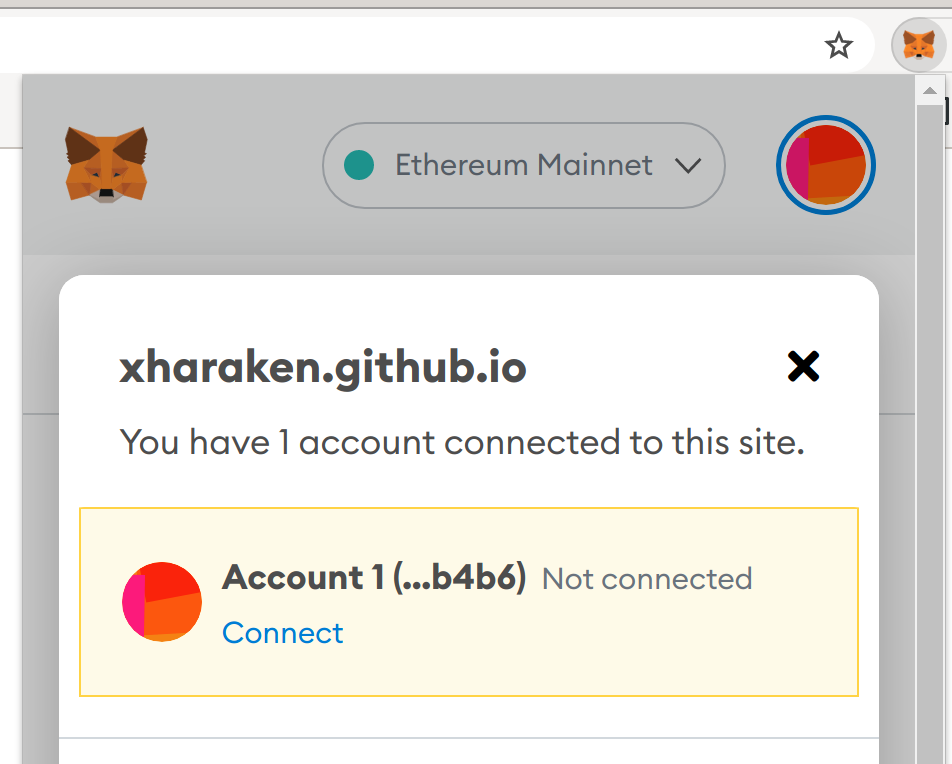 Ethereum Mainnet
xharaken.github.io
You have 1 account connected to this site.
Account 1 (...b4b6) Not connected
Connect